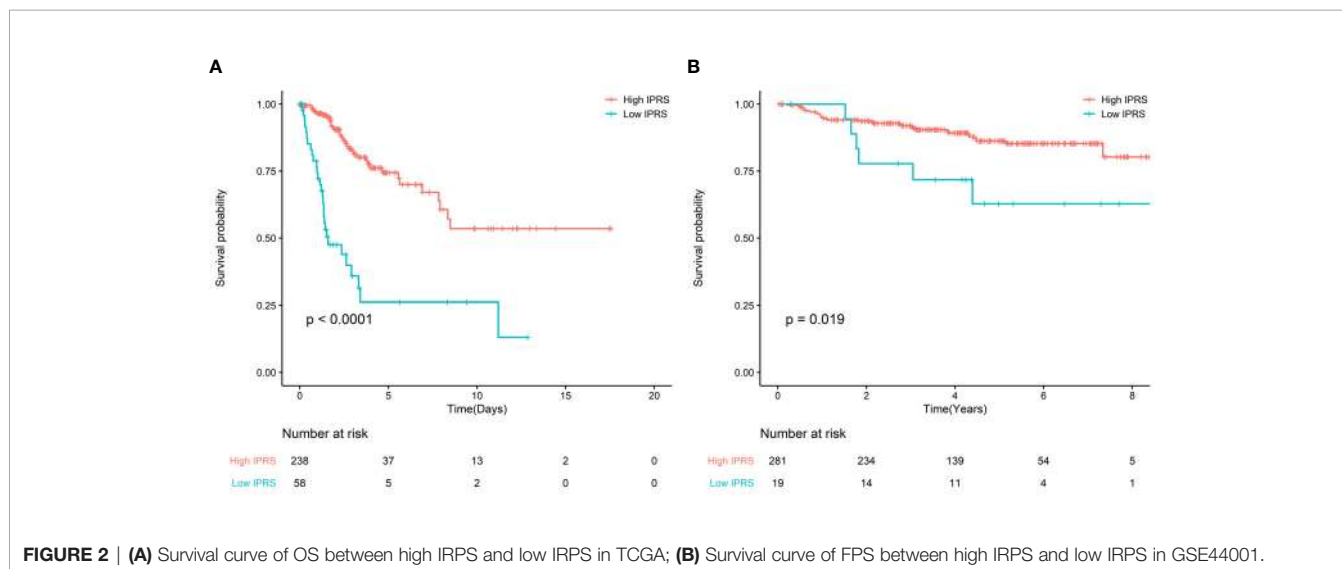 A
High IPRS
Low IPRS
1.00
0.75
0.50
0.25
0.00
Survival probability
p < 0.0001
0 5 10 15 20
Time(Days)
Number at risk
High IPRS 238 37 13 2 0
Low IPRS 58 5 2 0 0
B
High IPRS
Low IPRS
1.00
0.75
0.50
0.25
0.00
Survival probability
p = 0.019
0 2 4 6 8
Time(Years)
Number at risk
High IPRS 281 234 139 54 5
Low IPRS 19 14 11 4 1
FIGURE 2 | (A) Survival curve of OS between high IRPS and low IRPS in TCGA; (B) Survival curve of FPS between high IRPS and low IRPS in GSE44001.